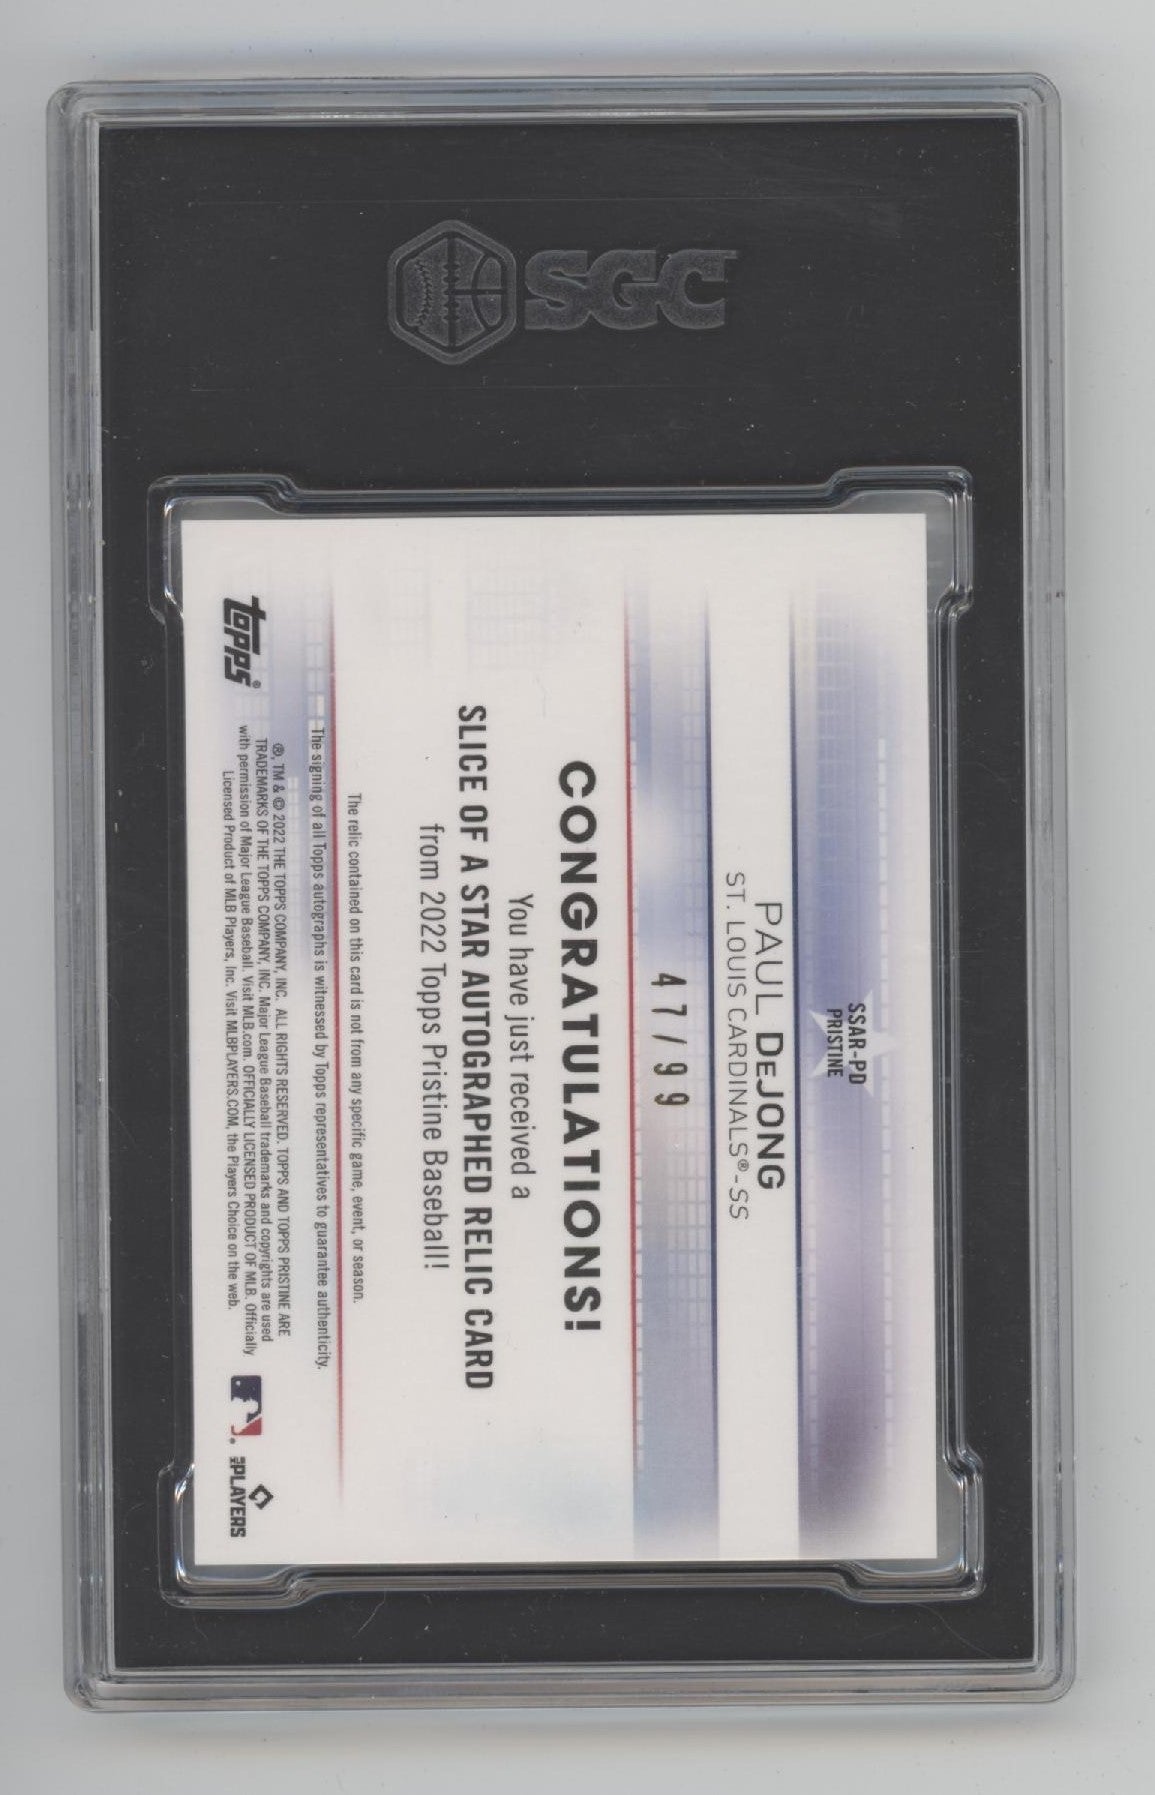 SGC
SSAR-PD
PRISTINE
PAUL DeJONG
ST. LOUIS CARDINALS®-SS
47/99
CONGRATULATIONS!
You have just received a
SLICE OF A STAR AUTOGRAPHED RELIC CARD
from 2022 Topps Pristine Baseball!
The relic contained on this card is not from any specific game, event, or season.
The signing of all Topps autographs is witnessed by Topps representatives to guarantee authenticity.
®, TM & © 2022 THE TOPPS COMPANY, INC. ALL RIGHTS RESERVED. TOPPS AND TOPPS PRISTINE ARE
TRADEMARKS OF THE TOPPS COMPANY, INC. Major League Baseball trademarks and copyrights are used
with permission of Major League Baseball. Visit MLB.com. OFFICIALLY LICENSED PRODUCT OF MLB. Officially
Licensed Product of MLB Players, Inc. Visit MLBPLAYERS.COM, the Players Choice on the web.
topps®
MLB PLAYERS